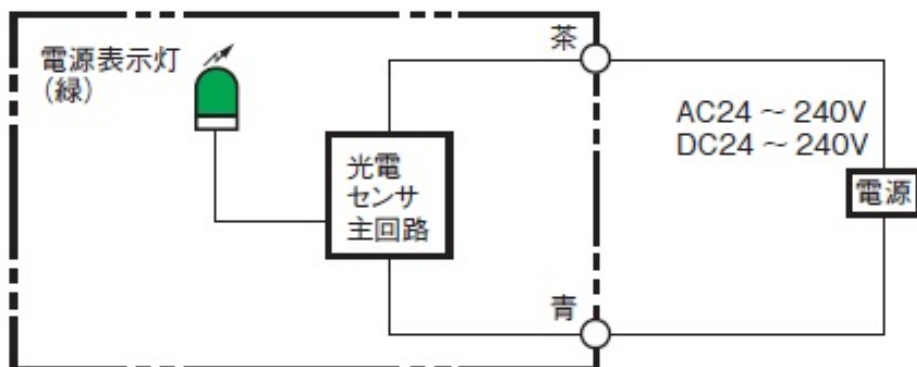 茶
電源表示灯
(緑)
AC24 ～ 240V
DC24 ～ 240V
光電
センサ
主回路
電源
青